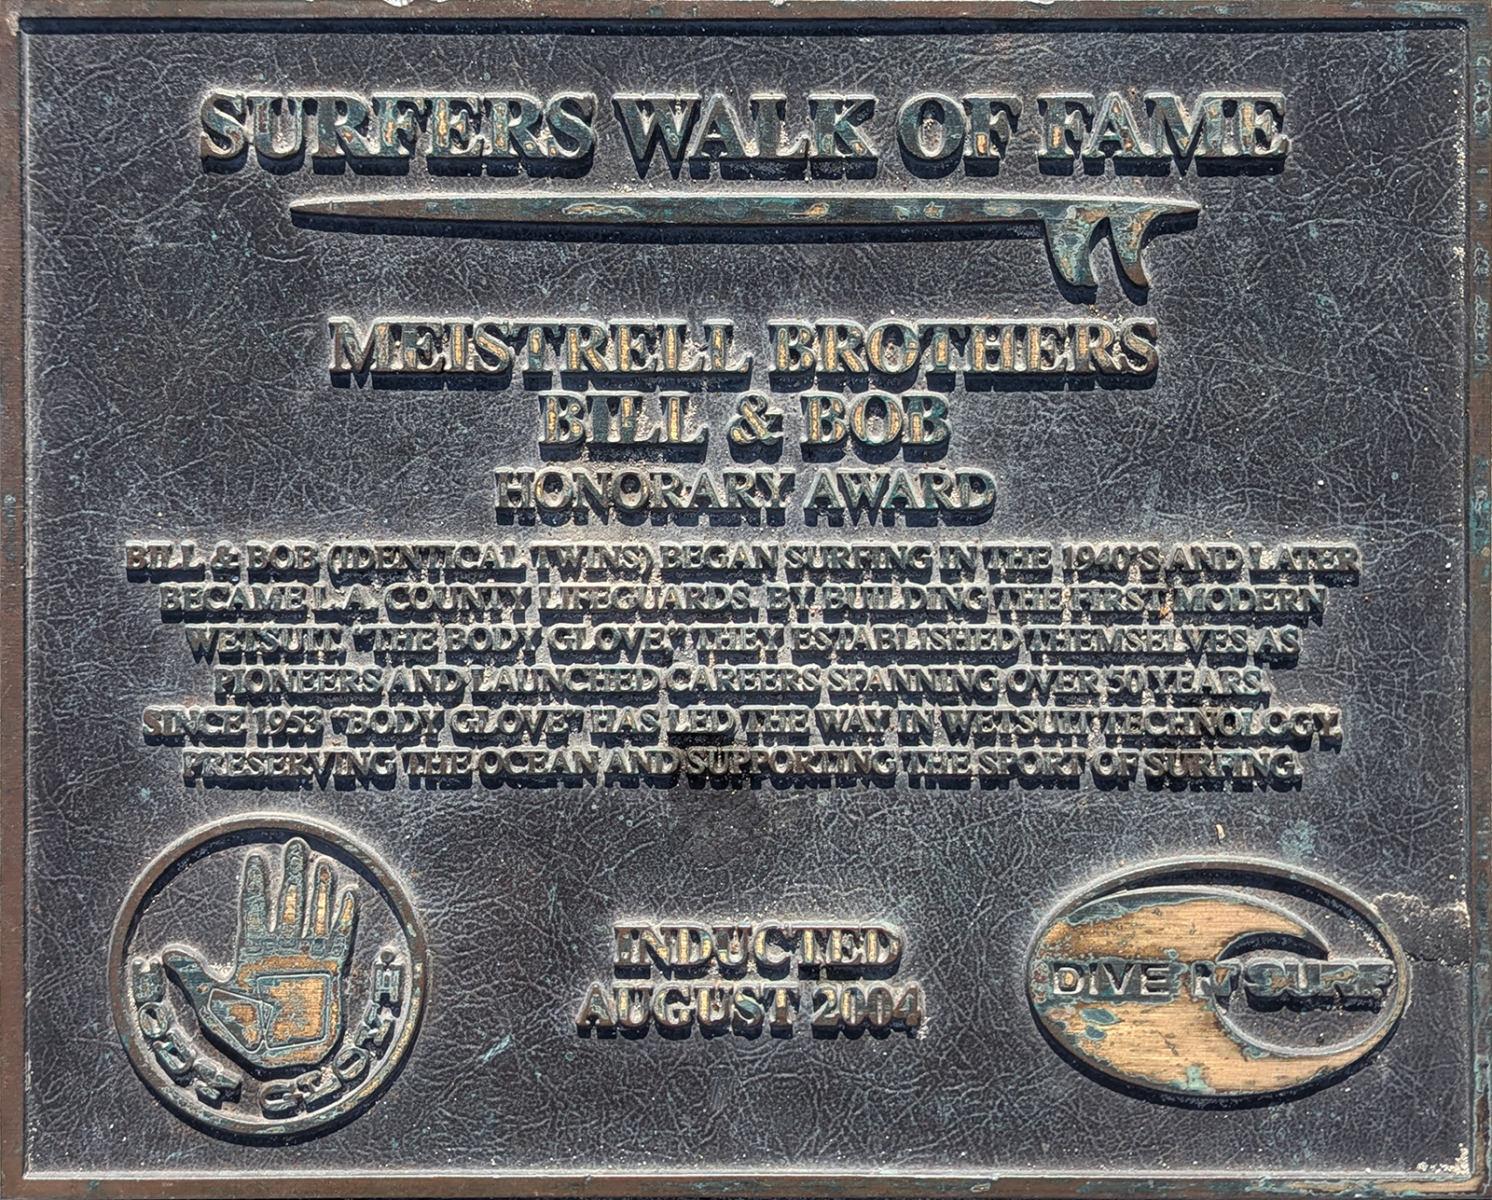 SURFERS WALK OF FAME
MEISTRELL BROTHERS
BILL & BOB
HONORARY AWARD
BILL & BOB (IDENTICAL TWINS) BEGAN SURFING IN THE 1940'S AND LATER
BECAME L.A. COUNTY LIFEGUARDS. BY BUILDING THE FIRST MODERN
WETSUIT, "THE BODY GLOVE" THEY ESTABLISHED THEMSELVES AS
PIONEERS AND LAUNCHED CAREERS SPANNING OVER 50 YEARS.
SINCE 1953 "BODY GLOVE" HAS LED THE WAY IN WETSUIT TECHNOLOGY,
PRESERVING THE OCEAN AND SUPPORTING THE SPORT OF SURFING.
BODY GLOVE
INDUCTED
AUGUST 2004
DIVE N' SURF